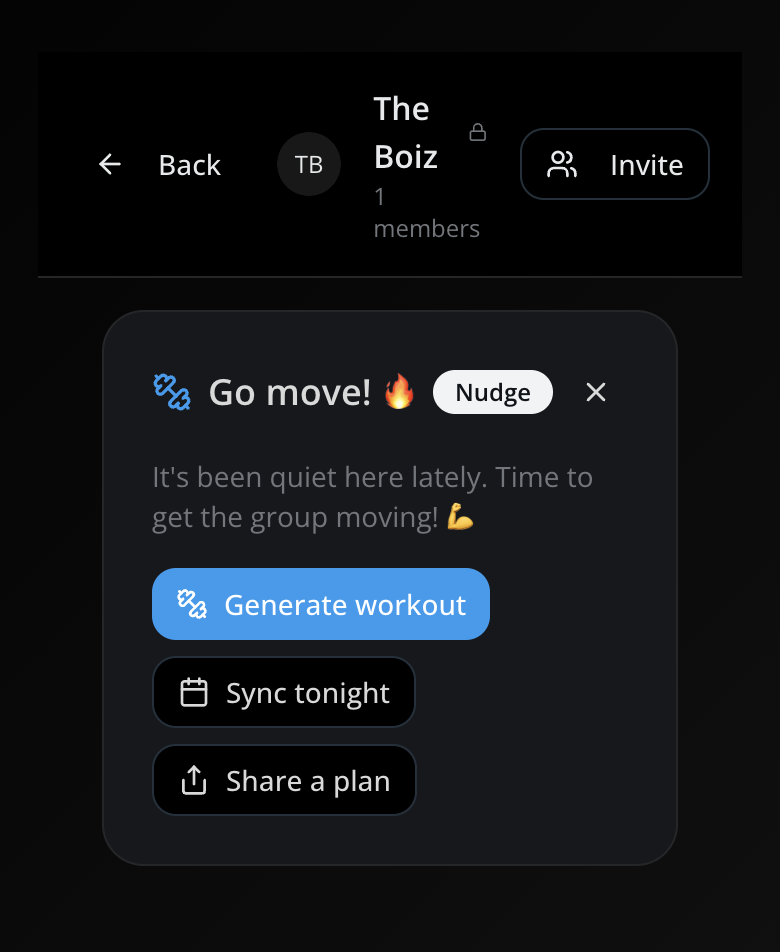 Back
TB
The
Boiz
1
members
Invite
Go move! 🔥
Nudge
It's been quiet here lately. Time to
get the group moving! 💪
Generate workout
Sync tonight
Share a plan